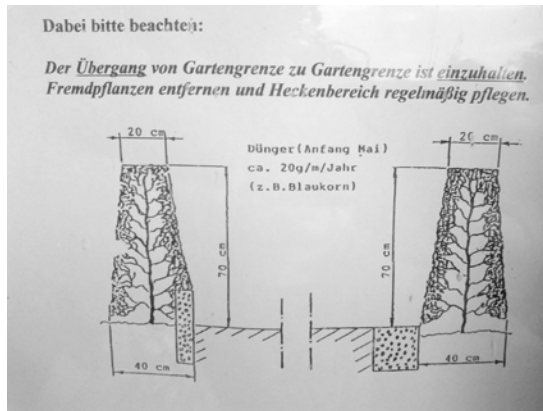 Dabei bitte beachten:
Der Übergang von Gartengrenze zu Gartengrenze ist einzuhalten.
Fremdpflanzen entfernen und Heckenbereich regelmäßig pflegen.
20 cm
Dünger(Anfang Mai)
ca. 20g/m/Jahr
(z.B.Blaukorn)
20 cm
70 cm
70 cm
40 cm
40 cm